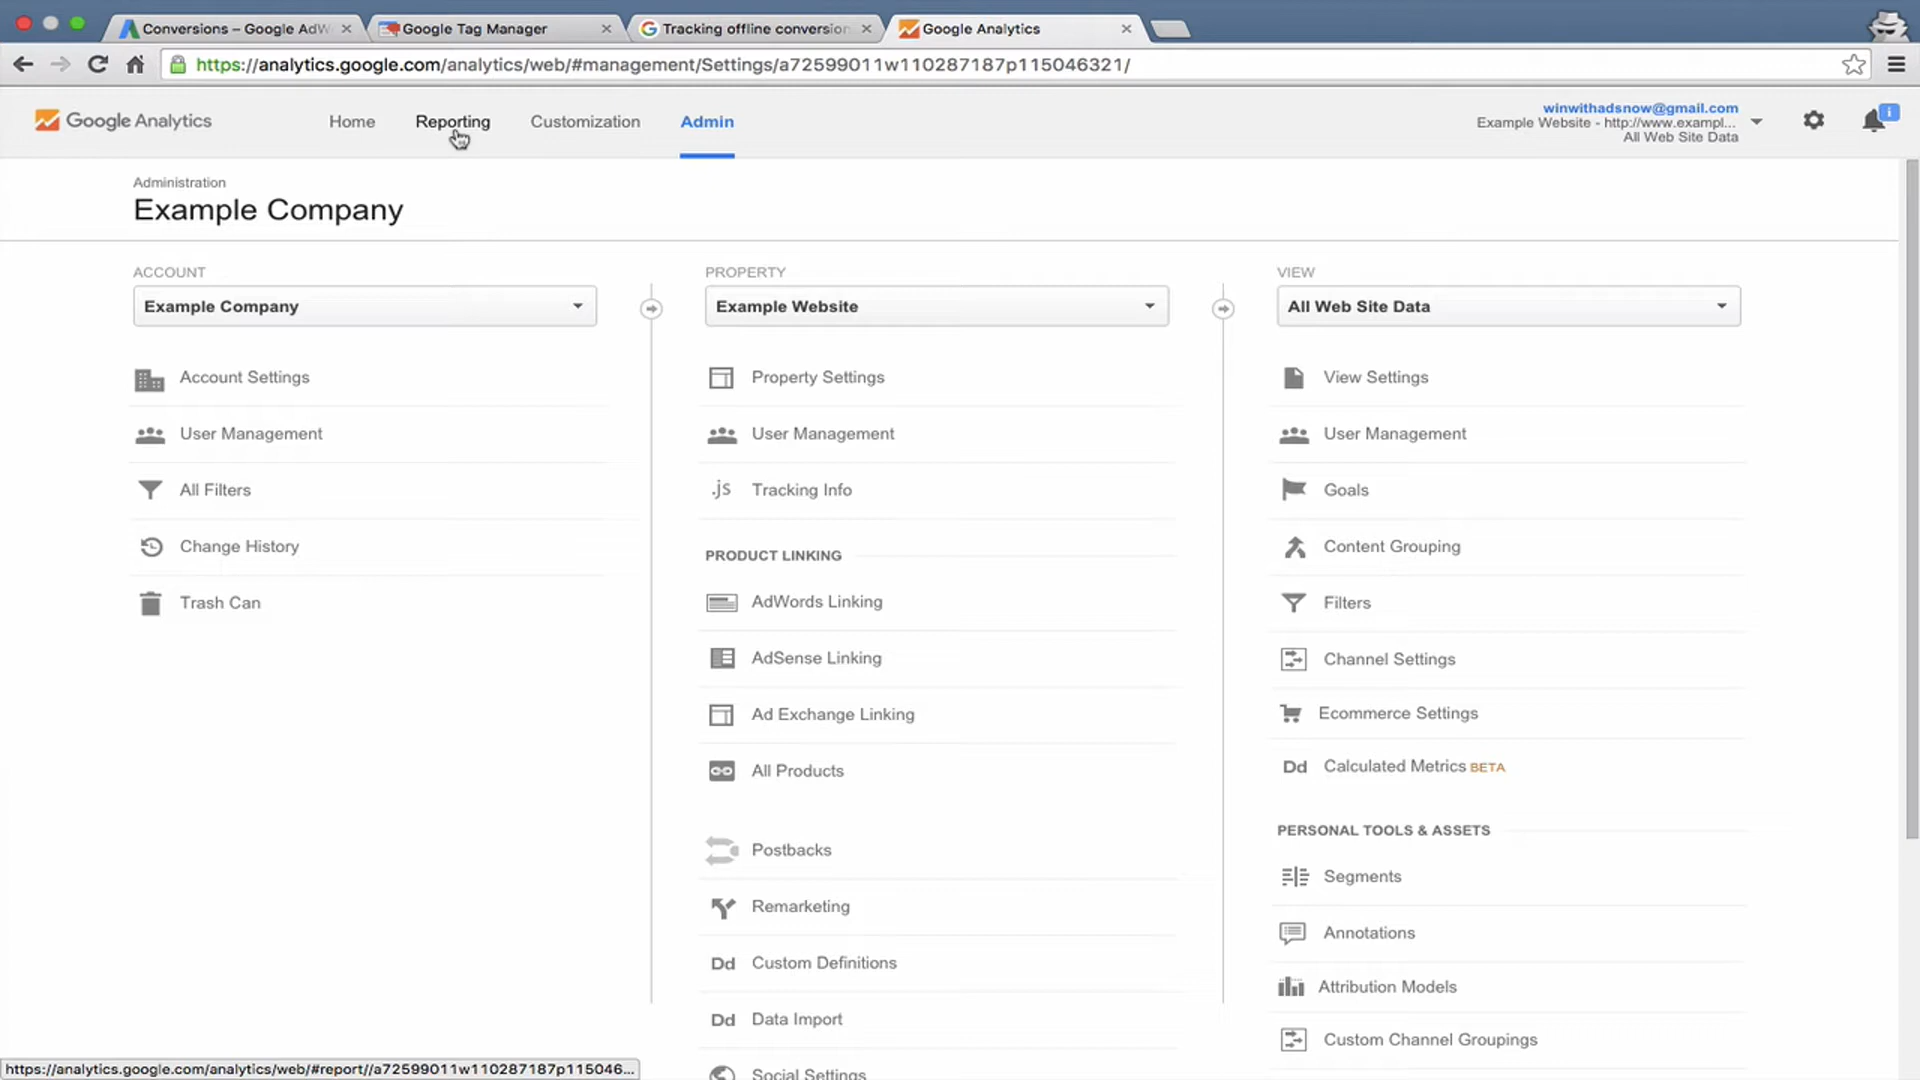 Conversions – Google AdW
Google Tag Manager
Tracking offline conversion
Google Analytics
https://analytics.google.com/analytics/web/#management/Settings/a72599011w110287187p115046321/
Google Analytics
Home
Reporting
Customization
Admin
winwithadsnow@gmail.com
Example Website - http://www.exampl...
All Web Site Data
Administration
Example Company
ACCOUNT
Example Company
Account Settings
User Management
All Filters
Change History
Trash Can
PROPERTY
Example Website
Property Settings
User Management
.js Tracking Info
PRODUCT LINKING
AdWords Linking
AdSense Linking
Ad Exchange Linking
All Products
Postbacks
Remarketing
Dd Custom Definitions
Dd Data Import
Social Settings
VIEW
All Web Site Data
View Settings
User Management
Goals
Content Grouping
Filters
Channel Settings
Ecommerce Settings
Dd Calculated Metrics BETA
PERSONAL TOOLS & ASSETS
Segments
Annotations
Attribution Models
Custom Channel Groupings
https://analytics.google.com/analytics/web/#report//a72599011w110287187p115046...